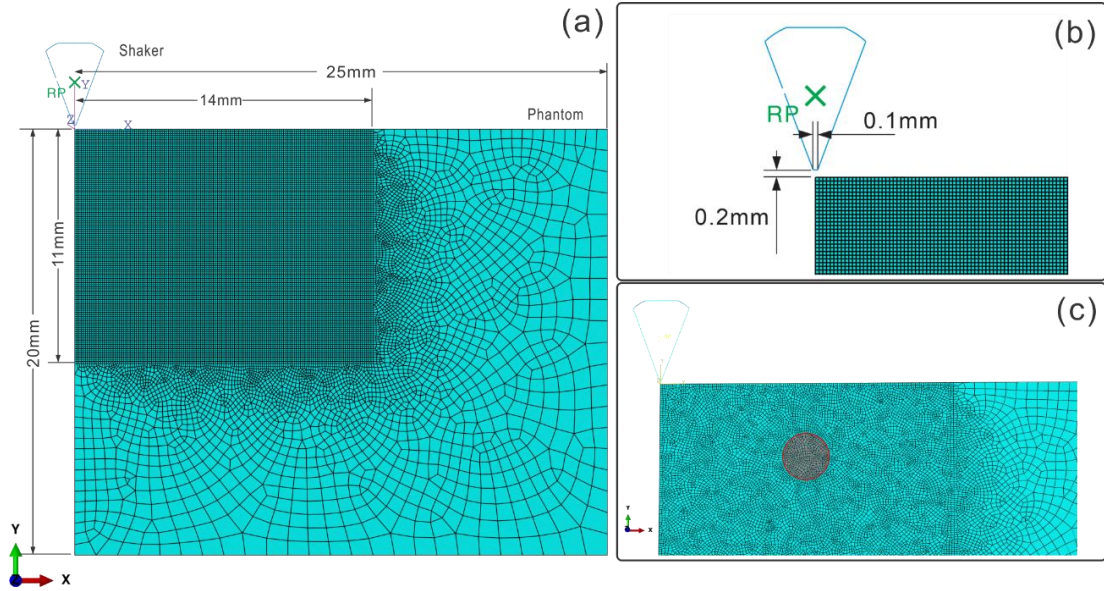 (a)
Shaker
25mm
RP
Y
14mm
Phantom
Z
X
11mm
20mm
Y
X
(b)
RP
0.1mm
0.2mm
(c)
Y
X